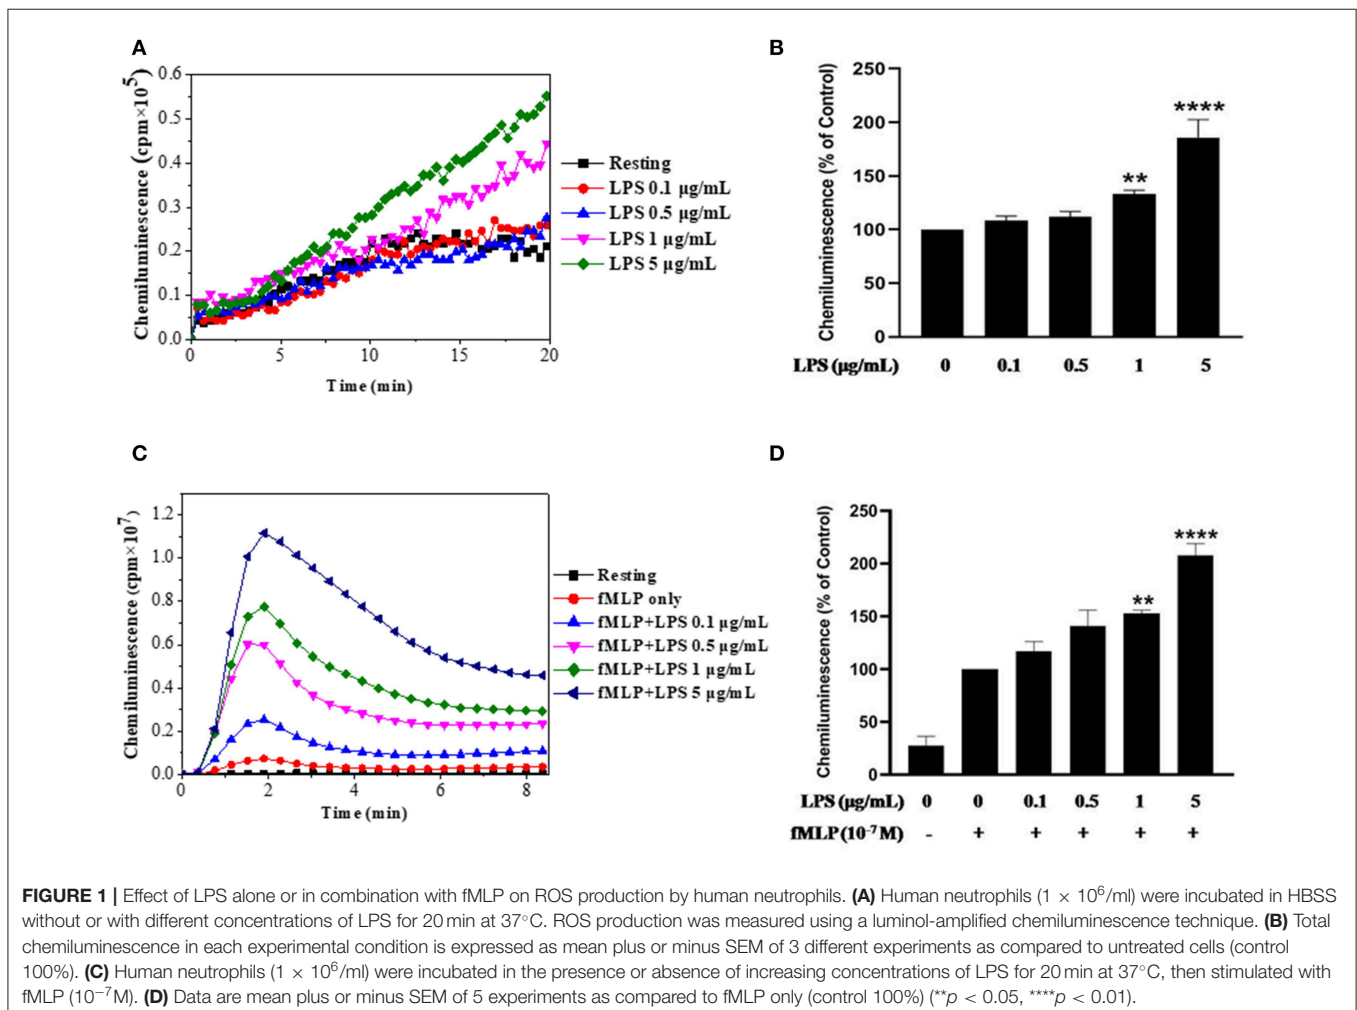 A
Chemiluminescence (cpm×10⁵)
0.6
0.5
0.4
0.3
0.2
0.1
0.0
0 5 10 15 20
Time (min)
Resting
LPS 0.1 µg/mL
LPS 0.5 µg/mL
LPS 1 µg/mL
LPS 5 µg/mL
B
Chemiluminescence (% of Control)
250
200
150
100
50
0
**
****
LPS (µg/mL) 0 0.1 0.5 1 5
C
Chemiluminescence (cpm×10⁷)
1.2
1.0
0.8
0.6
0.4
0.2
0.0
0 2 4 6 8
Time (min)
Resting
fMLP only
fMLP+LPS 0.1 µg/mL
fMLP+LPS 0.5 µg/mL
fMLP+LPS 1 µg/mL
fMLP+LPS 5 µg/mL
D
Chemiluminescence (% of Control)
250
200
150
100
50
0
**
****
LPS (µg/mL) 0 0 0.1 0.5 1 5
fMLP (10⁻⁷M) - + + + + +
FIGURE 1 | Effect of LPS alone or in combination with fMLP on ROS production by human neutrophils. (A) Human neutrophils (1 × 10⁶/ml) were incubated in HBSS
without or with different concentrations of LPS for 20 min at 37°C. ROS production was measured using a luminol-amplified chemiluminescence technique. (B) Total
chemiluminescence in each experimental condition is expressed as mean plus or minus SEM of 3 different experiments as compared to untreated cells (control
100%). (C) Human neutrophils (1 × 10⁶/ml) were incubated in the presence or absence of increasing concentrations of LPS for 20 min at 37°C, then stimulated with
fMLP (10⁻⁷M). (D) Data are mean plus or minus SEM of 5 experiments as compared to fMLP only (control 100%) (**p < 0.05, ****p < 0.01).